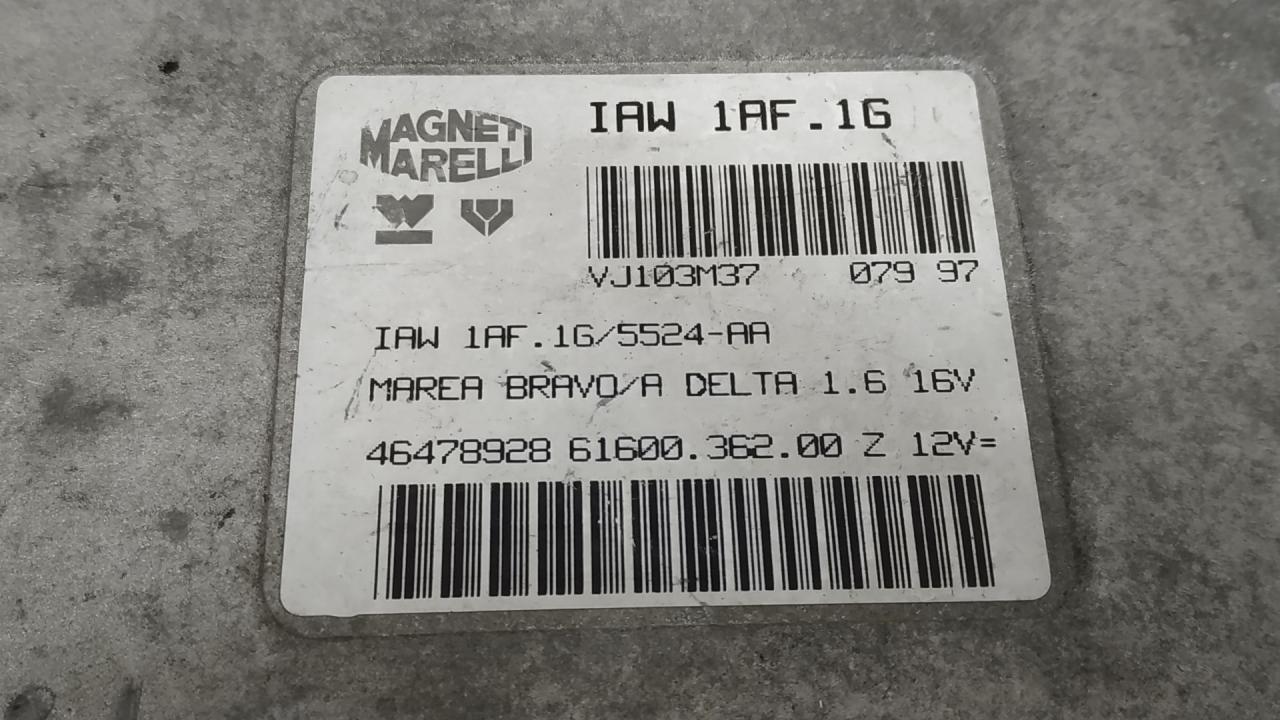 MAGNETI
MARELLI
IAW 1AF.1G
VJ103M37 079 97
IAW 1AF.1G/5524-AA
MAREA BRAVO/A DELTA 1.6 16V
46478928 61600.362.00 Z 12V=